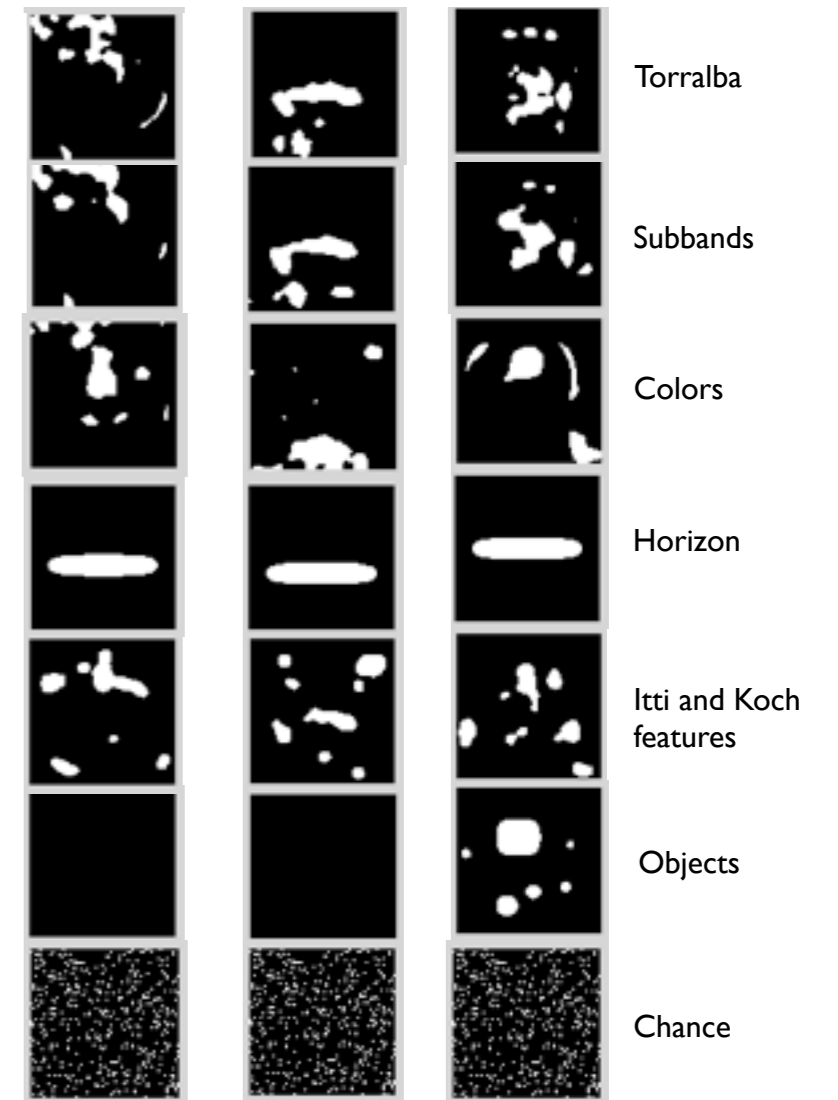 Torralba
Subbands
Colors
Horizon
Itti and Koch
features
Objects
Chance